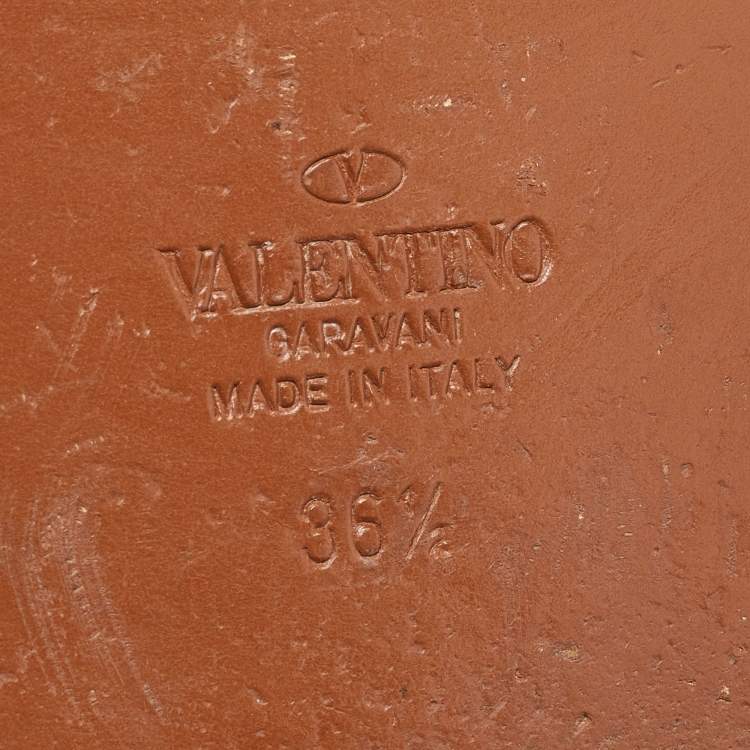 V
VALENTINO
GARAVANI
MADE IN ITALY
36½